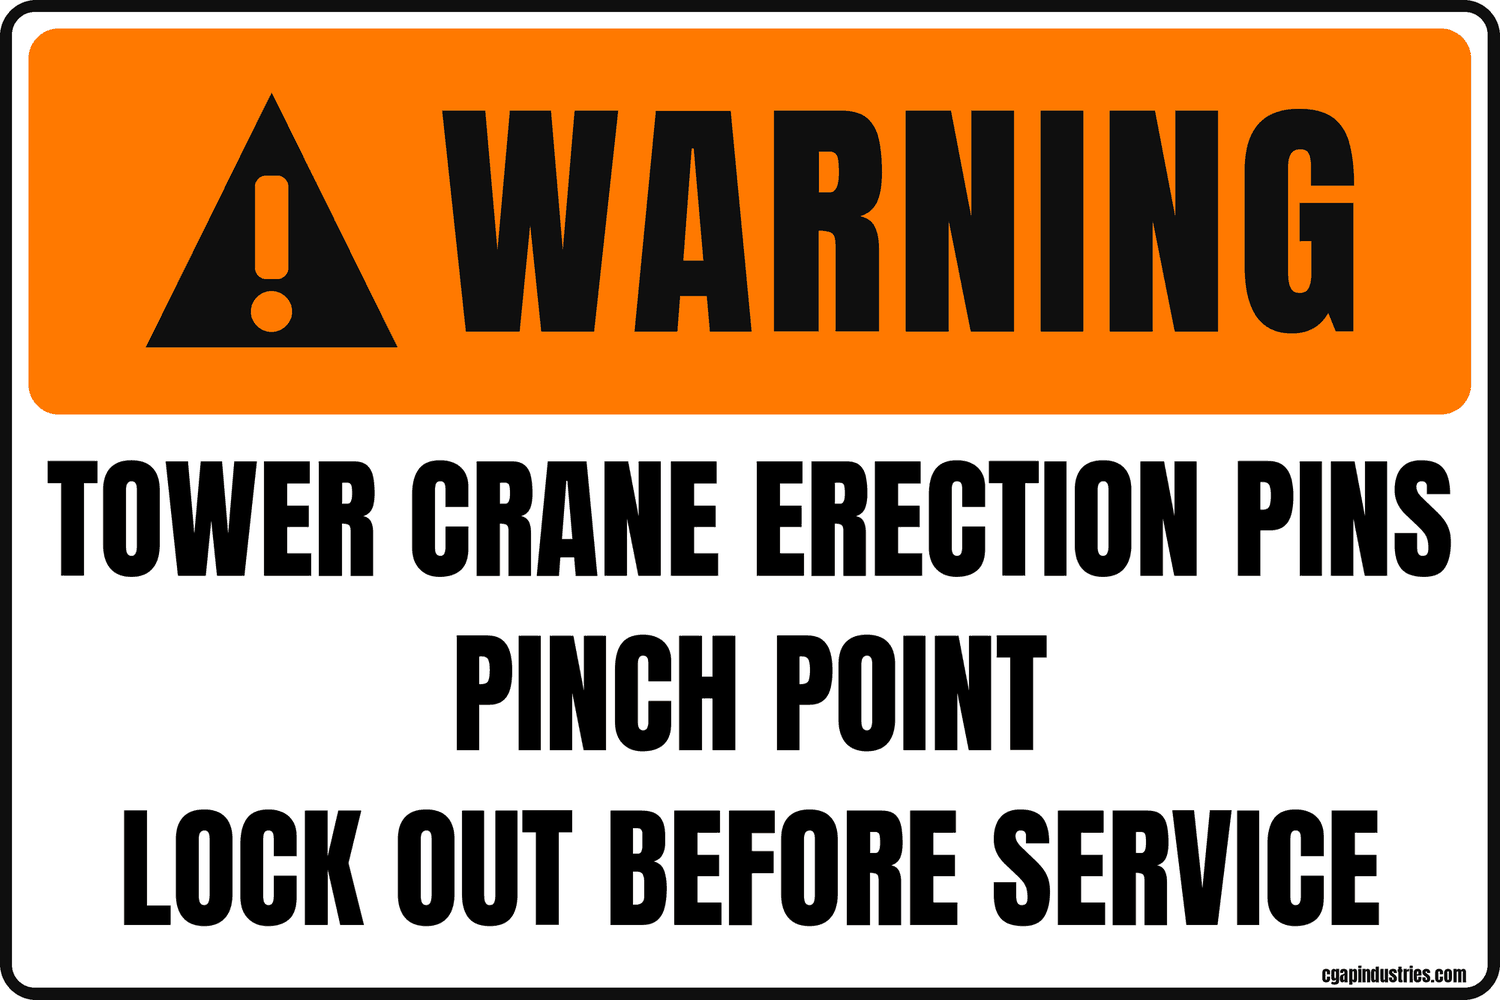 WARNING
TOWER CRANE ERECTION PINS
PINCH POINT
LOCK OUT BEFORE SERVICE
cgapindustries.com